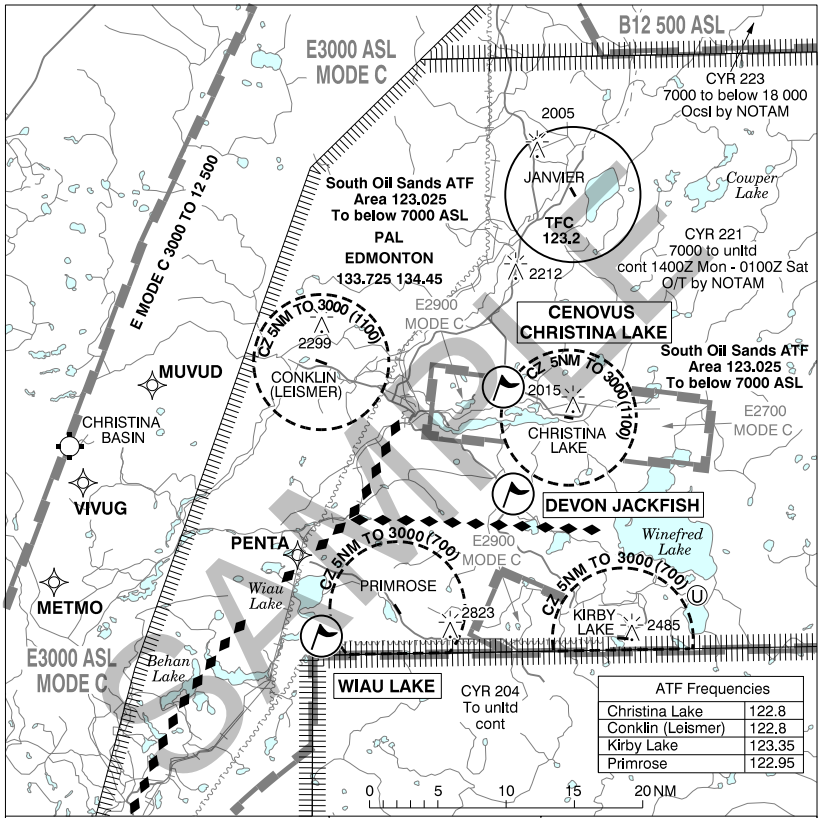 E3000 ASL
MODE C
B12 500 ASL
CYR 223
7000 to below 18 000
Ocsl by NOTAM
2005
JANVIER
TFC
123.2
Cowper
Lake
E MODE C 3000 TO 12 500
South Oil Sands ATF
Area 123.025
To below 7000 ASL
PAL
EDMONTON
133.725 134.45
CYR 221
7000 to unltd
cont 1400Z Mon - 0100Z Sat
O/T by NOTAM
2212
E2900
MODE C
CENOVUS
CHRISTINA LAKE
CZ 5NM TO 3000 (1100)
2299
CONKLIN
(LEISMER)
South Oil Sands ATF
Area 123.025
To below 7000 ASL
CZ 5NM TO 3000 (1100)
2015
CHRISTINA
LAKE
E2700
MODE C
MUVUD
CHRISTINA
BASIN
VIVUG
DEVON JACKFISH
PENTA
Winefred
Lake
E2900
MODE C
CZ 5NM TO 3000 (700)
PRIMROSE
2823
CZ 5NM TO 3000 (700)
KIRBY
LAKE
2485
U
METMO
Wiau
Lake
E3000 ASL
MODE C
Behan
Lake
WIAU LAKE
CYR 204
To unltd
cont
ATF Frequencies
Christina Lake 122.8
Conklin (Leismer) 122.8
Kirby Lake 123.35
Primrose 122.95
0 5 10 15 20 NM
SAMPLE